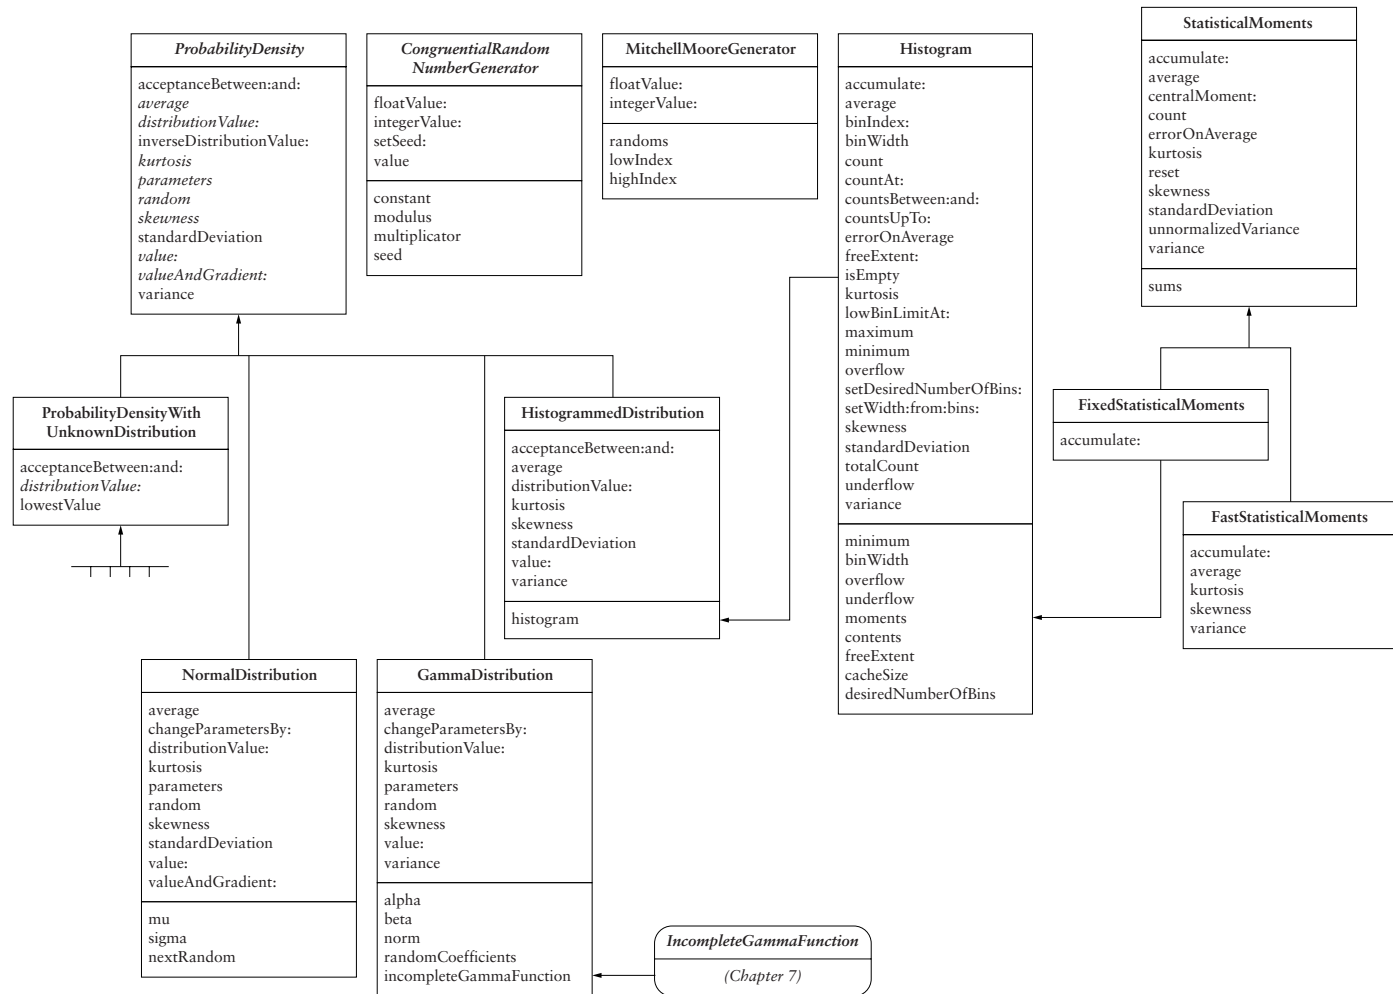 ProbabilityDensity
acceptanceBetween:and:
average
distributionValue:
inverseDistributionValue:
kurtosis
parameters
random
skewness
standardDeviation
value:
valueAndGradient:
variance
CongruentialRandom
NumberGenerator
floatValue:
integerValue:
setSeed:
value
constant
modulus
multiplicator
seed
MitchellMooreGenerator
floatValue:
integerValue:
randoms
lowIndex
highIndex
Histogram
accumulate:
average
binIndex:
binWidth
count
countAt:
countsBetween:and:
countsUpTo:
errorOnAverage
freeExtent:
isEmpty
kurtosis
lowBinLimitAt:
maximum
minimum
overflow
setDesiredNumberOfBins:
setWidth:from:bins:
skewness
standardDeviation
totalCount
underflow
variance
minimum
binWidth
overflow
underflow
moments
contents
freeExtent
cacheSize
desiredNumberOfBins
StatisticalMoments
accumulate:
average
centralMoment:
count
errorOnAverage
kurtosis
reset
skewness
standardDeviation
unnormalizedVariance
variance
sums
ProbabilityDensityWith
UnknownDistribution
acceptanceBetween:and:
distributionValue:
lowestValue
HistogrammedDistribution
acceptanceBetween:and:
average
distributionValue:
kurtosis
skewness
standardDeviation
value:
variance
histogram
FixedStatisticalMoments
accumulate:
FastStatisticalMoments
accumulate:
average
kurtosis
skewness
variance
NormalDistribution
average
changeParametersBy:
distributionValue:
kurtosis
parameters
random
skewness
standardDeviation
value:
valueAndGradient:
mu
sigma
nextRandom
GammaDistribution
average
changeParametersBy:
distributionValue:
kurtosis
parameters
random
skewness
value:
variance
alpha
beta
norm
randomCoefficients
incompleteGammaFunction
IncompleteGammaFunction
(Chapter 7)